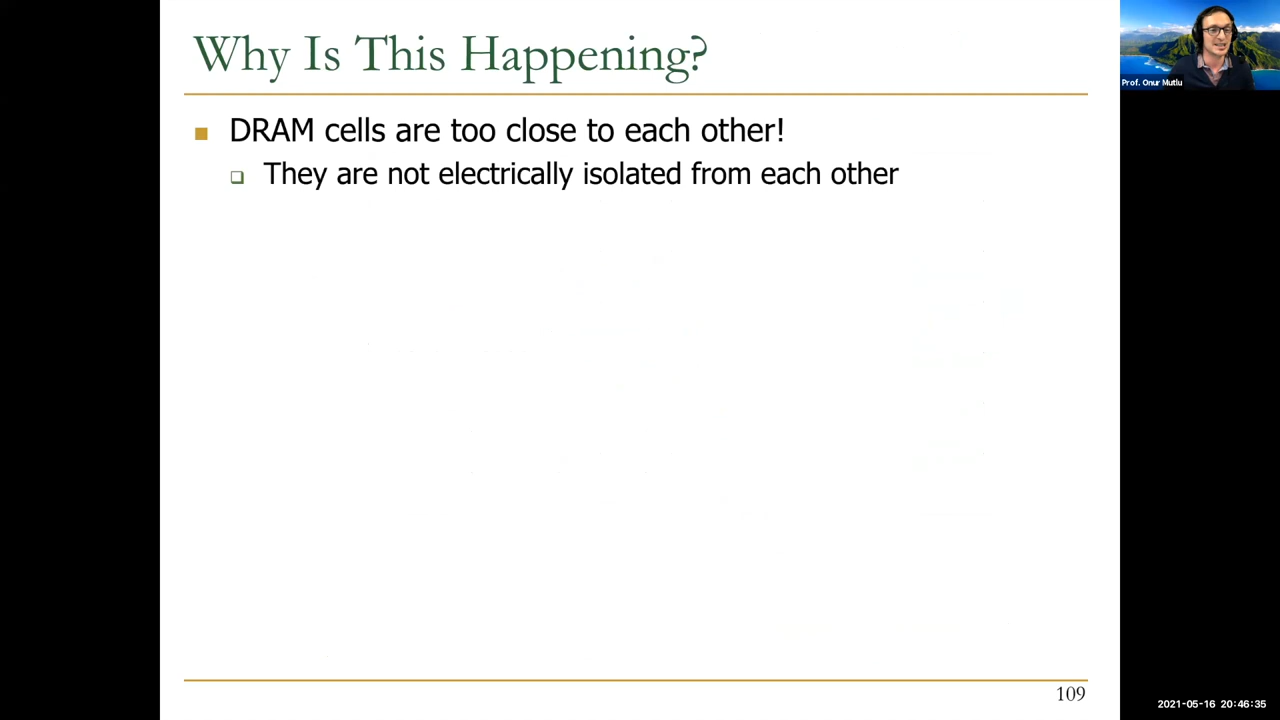 Why Is This Happening?
Prof. Onur Mutlu
■ DRAM cells are too close to each other!
❑ They are not electrically isolated from each other
109
2021-05-16 20:46:35